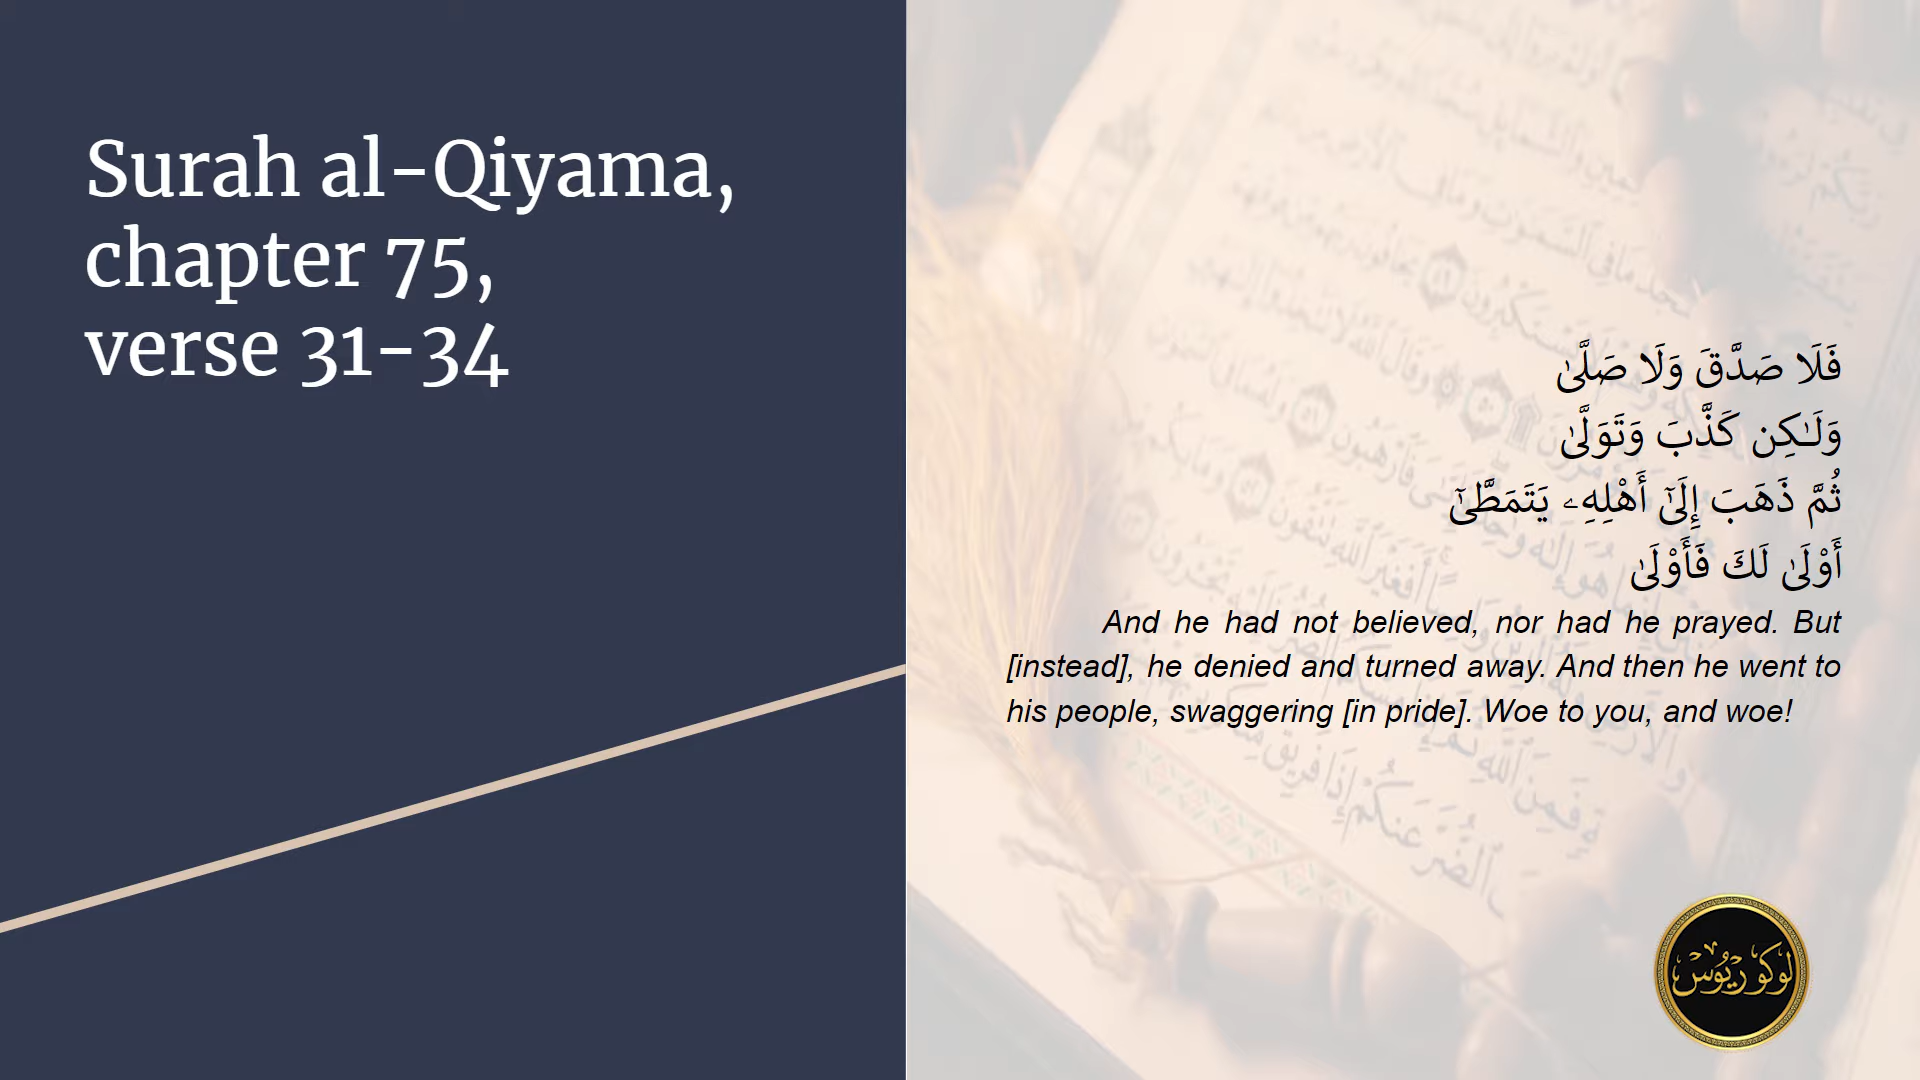 Surah al-Qiyama,
chapter 75,
verse 31-34
فَلَا صَدَّقَ وَلَا صَلَّىٰ
وَلَـٰكِن كَذَّبَ وَتَوَلَّىٰ
ثُمَّ ذَهَبَ إِلَىٰٓ أَهْلِهِۦ يَتَمَطَّىٰٓ
أَوْلَىٰ لَكَ فَأَوْلَىٰ
And he had not believed, nor had he prayed. But
[instead], he denied and turned away. And then he went to
his people, swaggering [in pride]. Woe to you, and woe!
لوكو ريوس